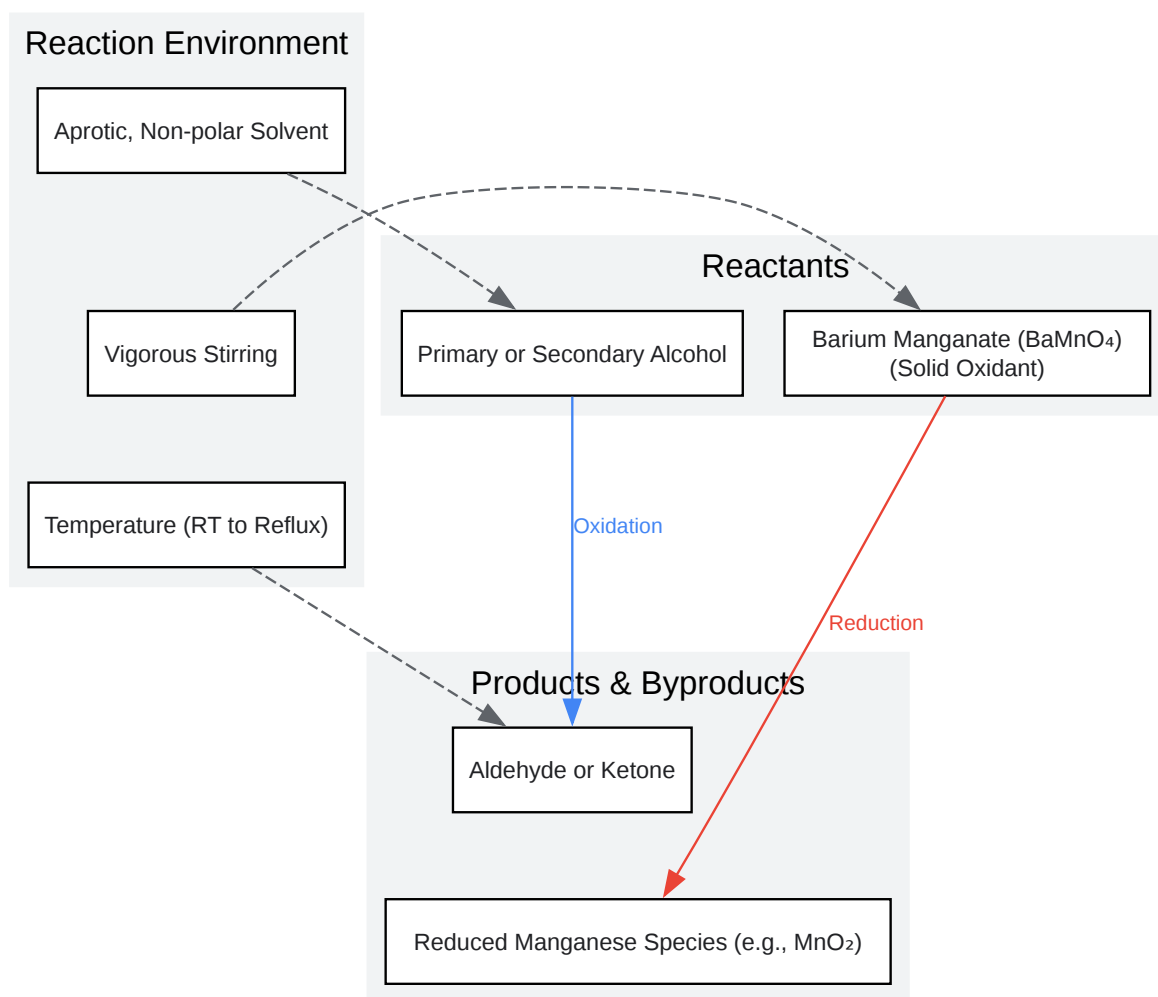 Reaction Environment
Aprotic, Non-polar Solvent
Vigorous Stirring
Temperature (RT to Reflux)
Reactants
Primary or Secondary Alcohol
Barium Manganate (BaMnO₄)
(Solid Oxidant)
Oxidation
Reduction
Products & Byproducts
Aldehyde or Ketone
Reduced Manganese Species (e.g., MnO₂)